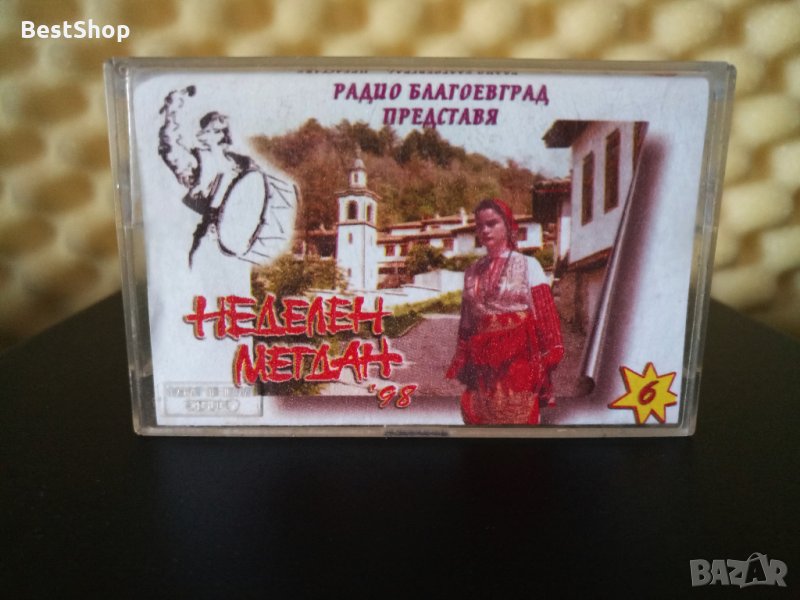 BestShop
РАДИО БЛАГОЕВГРАД
ПРЕДСТАВЯ
НЕДЕЛЕН
МЕГДАН
'98
6
BAZAR